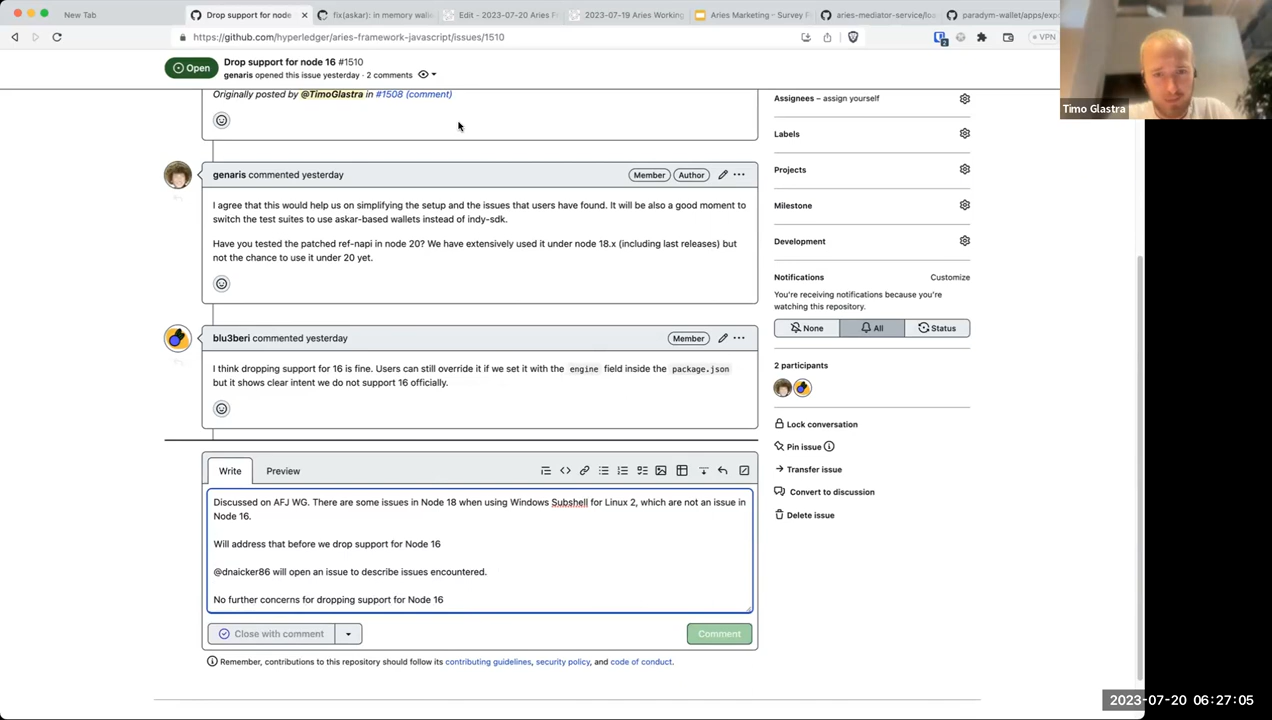 New Tab
Drop support for node
fix(askar): in memory wall
Edit - 2023-07-20 Aries Fr
2023-07-19 Aries Working
Aries Marketing – Survey F
aries-mediator-service/loa
paradym-wallet/apps/exp
https://github.com/hyperledger/aries-framework-javascript/issues/1510
2
VPN
Open
Drop support for node 16 #1510
genaris opened this issue yesterday · 2 comments
Originally posted by @TimoGlastra in #1508 (comment)
genaris commented yesterday
Member
Author
I agree that this would help us on simplifying the setup and the issues that users have found. It will be also a good moment to
switch the test suites to use askar-based wallets instead of indy-sdk.
Have you tested the patched ref-napi in node 20? We have extensively used it under node 18.x (including last releases) but
not the chance to use it under 20 yet.
blu3beri commented yesterday
Member
I think dropping support for 16 is fine. Users can still override it if we set it with the engine field inside the package.json
but it shows clear intent we do not support 16 officially.
Write
Preview
Discussed on AFJ WG. There are some issues in Node 18 when using Windows Subshell for Linux 2, which are not an issue in
Node 16.
Will address that before we drop support for Node 16
@dnaicker86 will open an issue to describe issues encountered.
No further concerns for dropping support for Node 16
Close with comment
Comment
Remember, contributions to this repository should follow its contributing guidelines, security policy, and code of conduct.
Assignees – assign yourself
Labels
Projects
Milestone
Development
Notifications
Customize
You're receiving notifications because you're
watching this repository.
None
All
Status
2 participants
Lock conversation
Pin issue
Transfer issue
Convert to discussion
Delete issue
Timo Glastra
2023-07-20 06:27:05